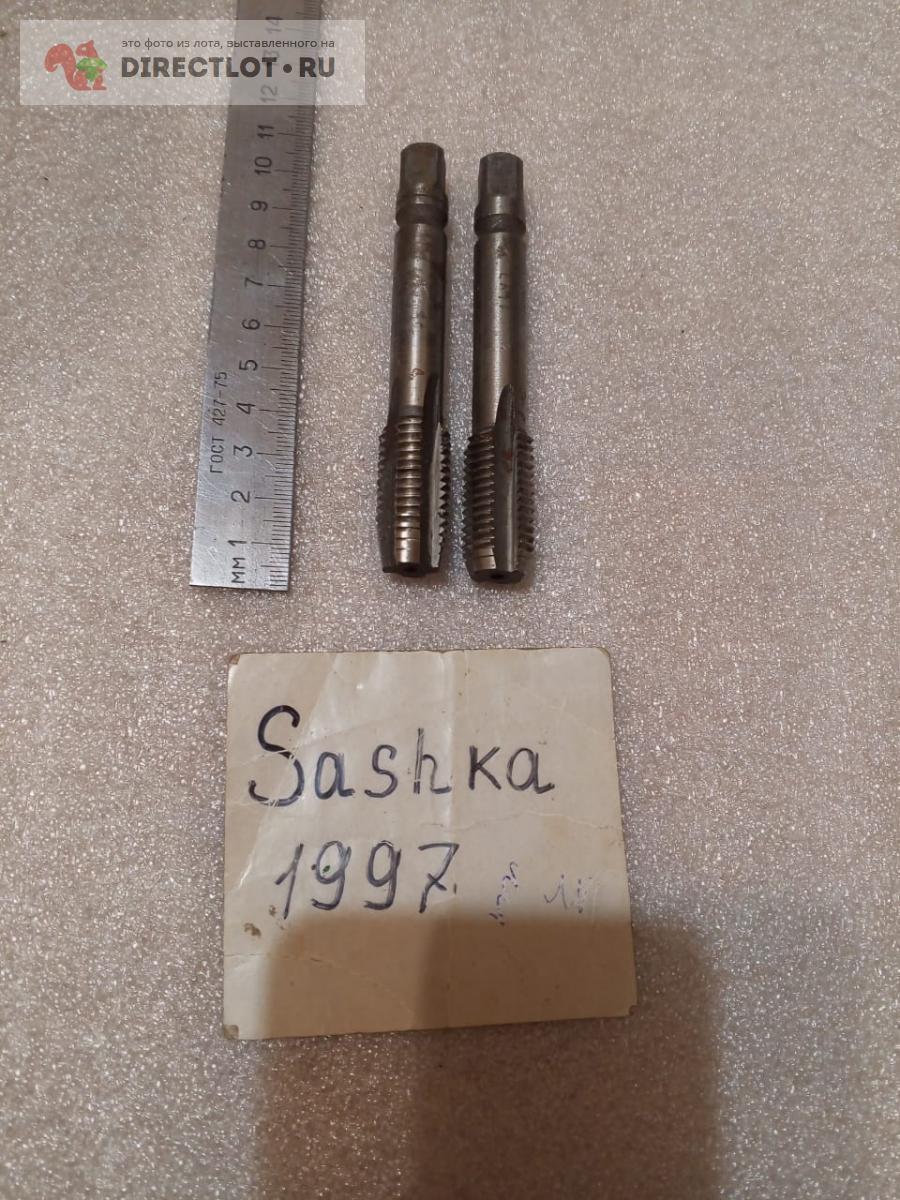 это фото из лота, выставленного на
DIRECTLOT.RU
14
13
12
11
10
9
8
7
6
5
4
3
2
мм 1
ГОСТ 427-75
Sashka
1997